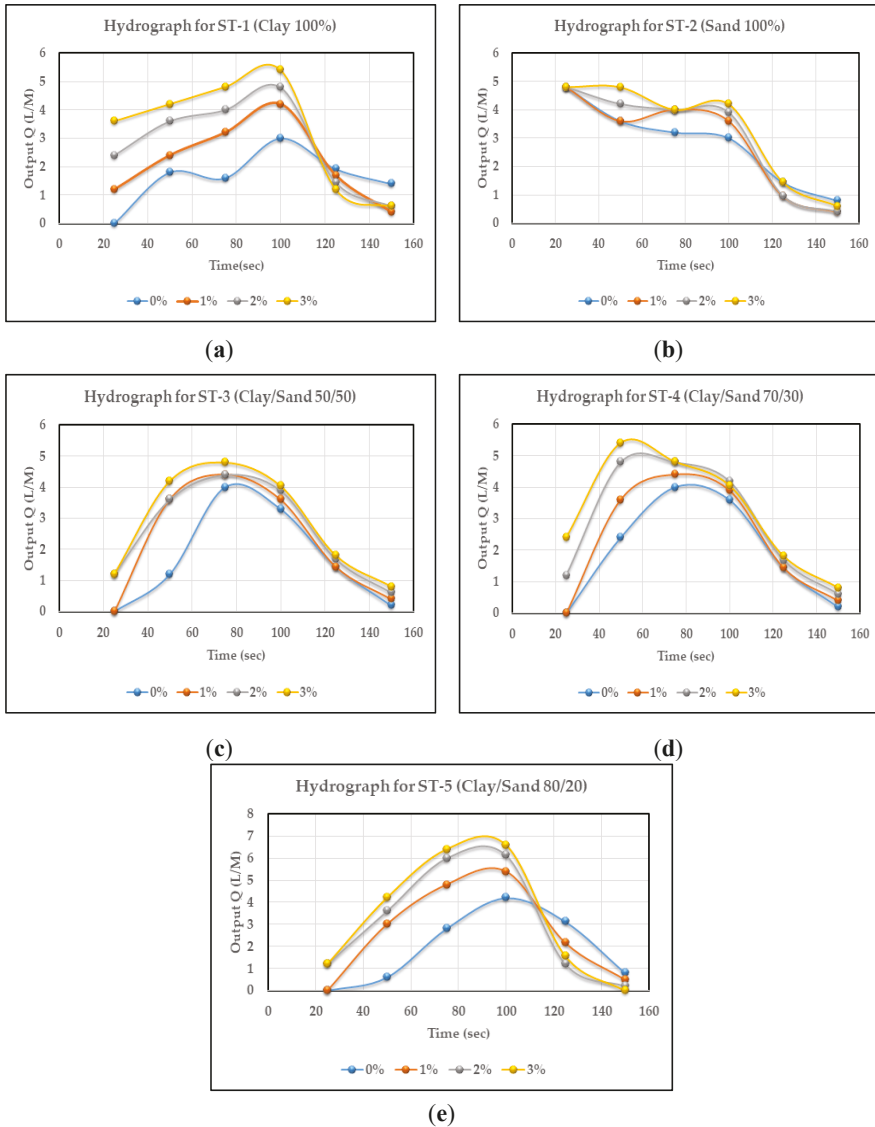 Hydrograph for ST-1 (Clay 100%)
Output Q (L/M)
6
5
4
3
2
1
0
0 20 40 60 80 100 120 140 160
Time(sec)
0% 1% 2% 3%
(a)
Hydrograph for ST-2 (Sand 100%)
Output Q (L/M)
6
5
4
3
2
1
0
0 20 40 60 80 100 120 140 160
Time (sec)
0% 1% 2% 3%
(b)
Hydrograph for ST-3 (Clay/Sand 50/50)
Output Q (L/M)
6
5
4
3
2
1
0
0 20 40 60 80 100 120 140 160
Time (sec)
0% 1% 2% 3%
(c)
Hydrograph for ST-4 (Clay/Sand 70/30)
Output Q (L/M)
6
5
4
3
2
1
0
0 20 40 60 80 100 120 140 160
Time (sec)
0% 1% 2% 3%
(d)
Hydrograph for ST-5 (Clay/Sand 80/20)
Output Q (L/M)
8
7
6
5
4
3
2
1
0
0 20 40 60 80 100 120 140 160
Time (sec)
0% 1% 2% 3%
(e)